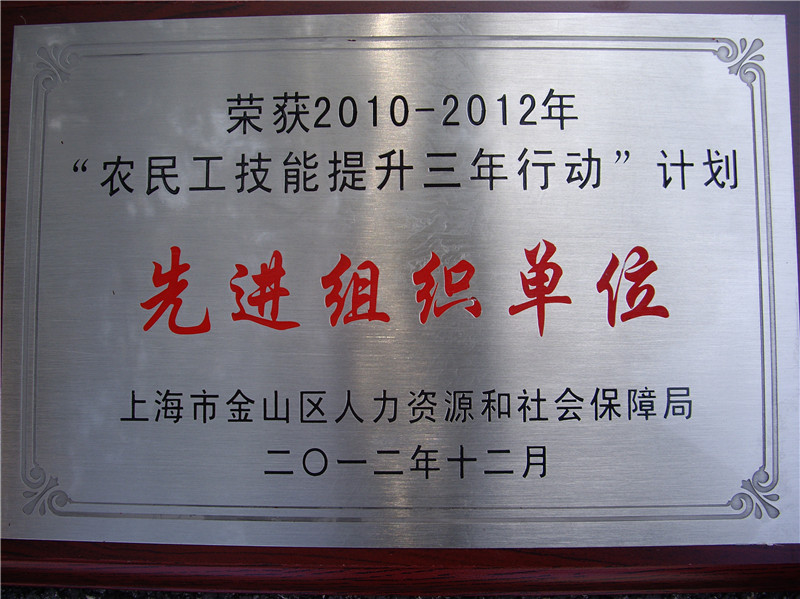 荣获2010-2012年
“农民工技能提升三年行动”计划
先进组织单位
上海市金山区人力资源和社会保障局
二〇一二年十二月